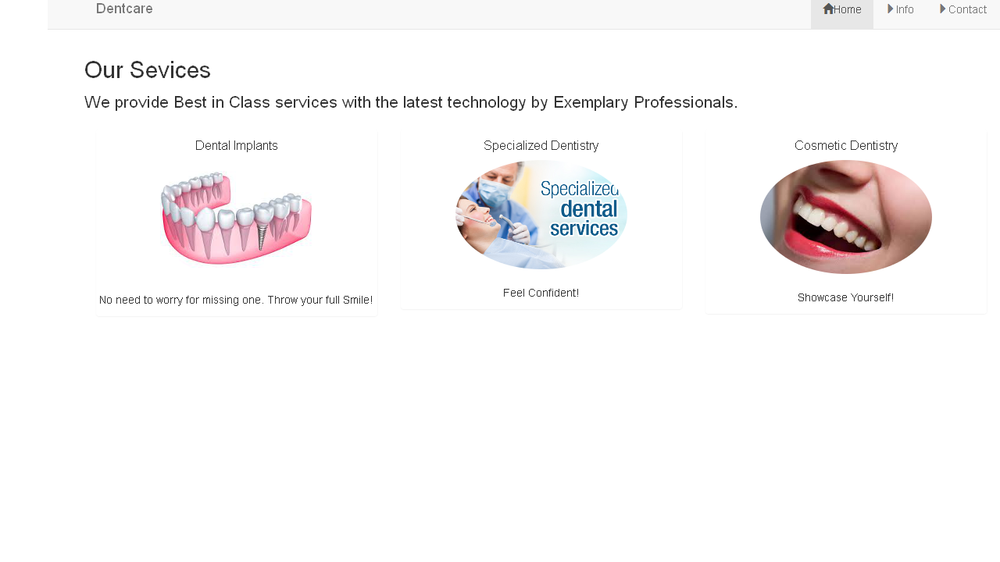 Dentcare
Home Info Contact
Our Sevices
We provide Best in Class services with the latest technology by Exemplary Professionals.
Dental Implants
No need to worry for missing one. Throw your full Smile!
Specialized Dentistry
Specialized
dental
services
Feel Confident!
Cosmetic Dentistry
Showcase Yourself!